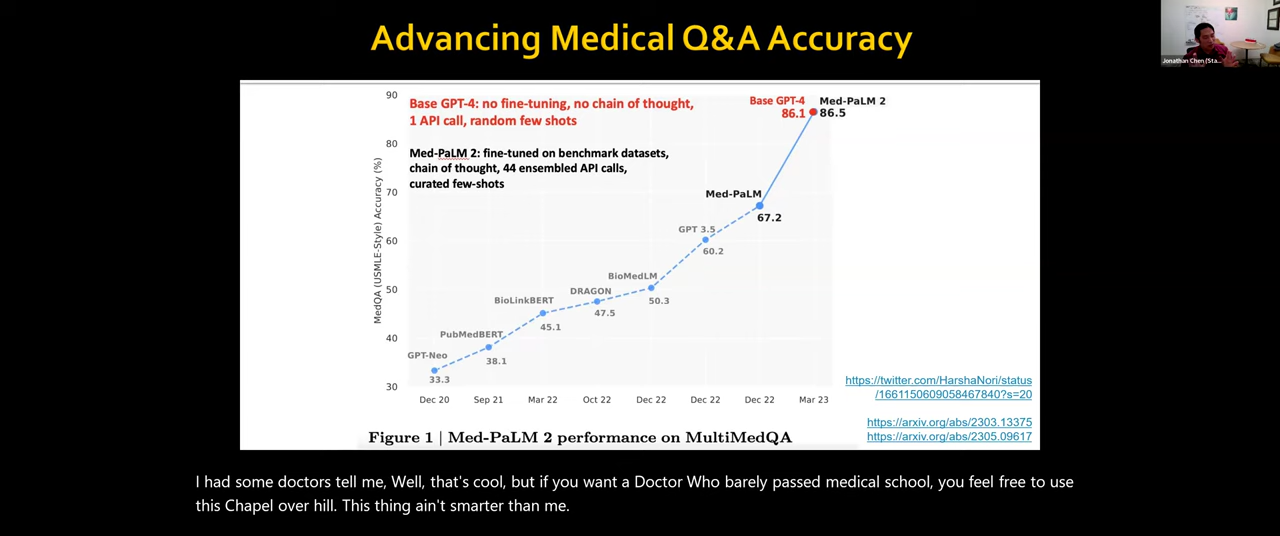 Advancing Medical Q&A Accuracy
Jonathan Chen (Sta...
90
80
70
60
50
40
30
MedQA (USMLE-Style) Accuracy (%)
Base GPT-4: no fine-tuning, no chain of thought,
1 API call, random few shots
Med-PaLM 2: fine-tuned on benchmark datasets,
chain of thought, 44 ensembled API calls,
curated few-shots
Base GPT-4
86.1
Med-PaLM 2
86.5
Med-PaLM
67.2
GPT 3.5
60.2
BioMedLM
50.3
DRAGON
47.5
BioLinkBERT
45.1
PubMedBERT
38.1
GPT-Neo
33.3
Dec 20 Sep 21 Mar 22 Oct 22 Dec 22 Dec 22 Dec 22 Mar 23
https://twitter.com/HarshaNori/status
/1661150609058467840?s=20
https://arxiv.org/abs/2303.13375
https://arxiv.org/abs/2305.09617
Figure 1 | Med-PaLM 2 performance on MultiMedQA
I had some doctors tell me, Well, that's cool, but if you want a Doctor Who barely passed medical school, you feel free to use
this Chapel over hill. This thing ain't smarter than me.